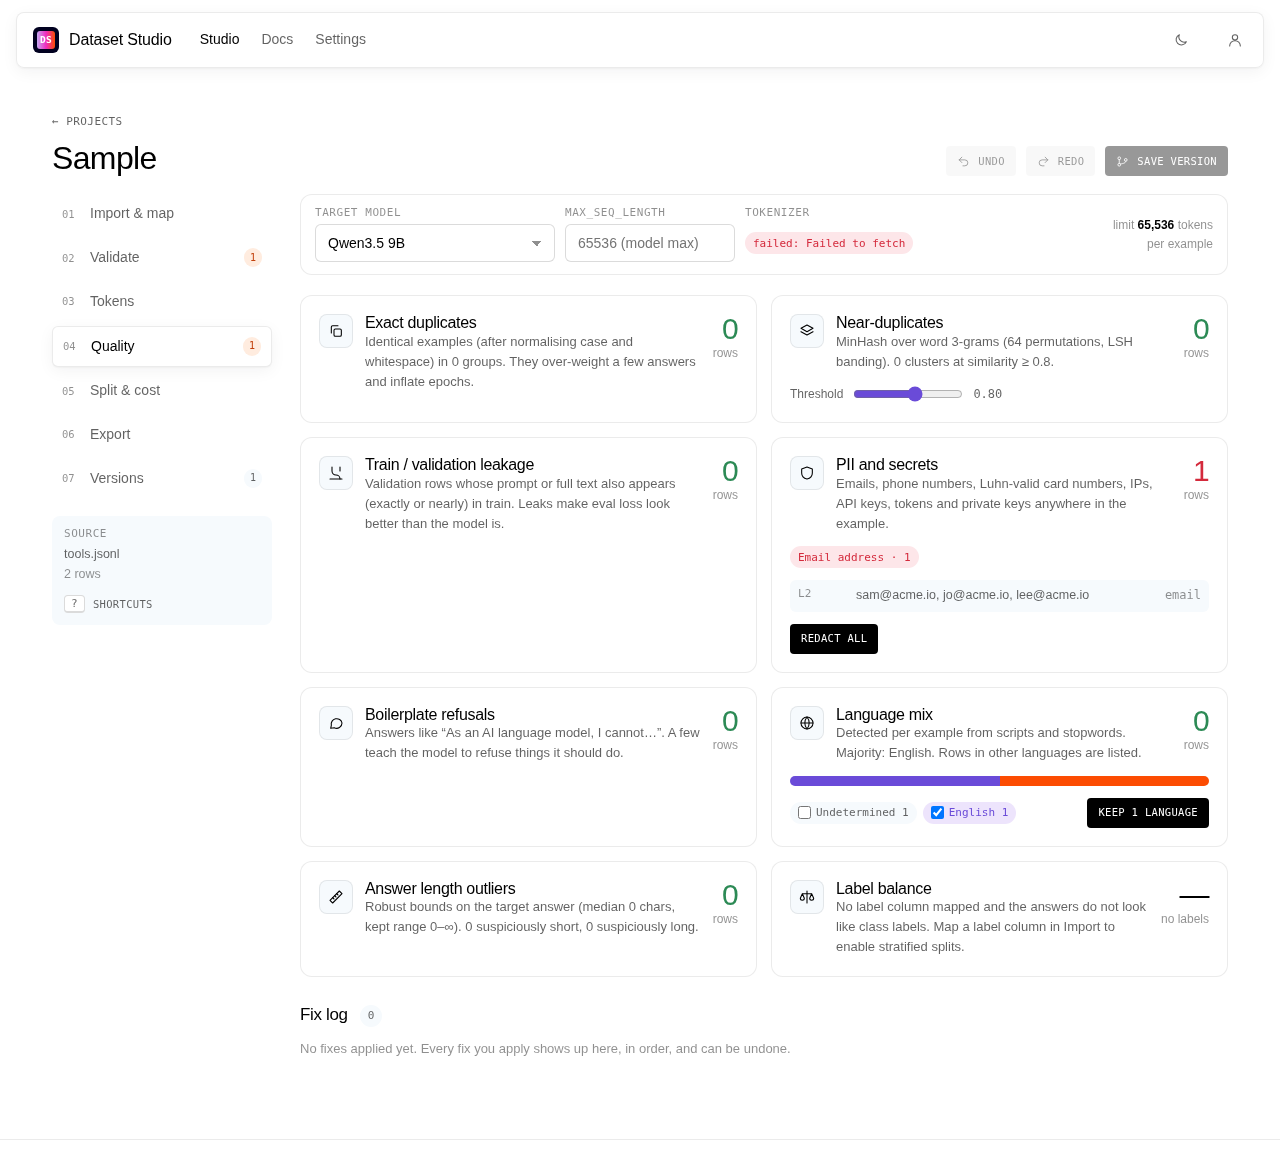 DS Dataset Studio Studio Docs Settings
← PROJECTS
Sample
UNDO REDO SAVE VERSION
01 Import & map
02 Validate 1
03 Tokens
04 Quality 1
05 Split & cost
06 Export
07 Versions 1
SOURCE
tools.jsonl
2 rows
? SHORTCUTS
TARGET MODEL
Qwen3.5 9B
MAX_SEQ_LENGTH
65536 (model max)
TOKENIZER
failed: Failed to fetch
limit 65,536 tokens
per example
Exact duplicates
Identical examples (after normalising case and
whitespace) in 0 groups. They over-weight a few answers
and inflate epochs.
0
rows
Near-duplicates
MinHash over word 3-grams (64 permutations, LSH
banding). 0 clusters at similarity ≥ 0.8.
0
rows
Threshold 0.80
Train / validation leakage
Validation rows whose prompt or full text also appears
(exactly or nearly) in train. Leaks make eval loss look
better than the model is.
0
rows
PII and secrets
Emails, phone numbers, Luhn-valid card numbers, IPs,
API keys, tokens and private keys anywhere in the
example.
1
rows
Email address · 1
L2 sam@acme.io, jo@acme.io, lee@acme.io email
REDACT ALL
Boilerplate refusals
Answers like “As an AI language model, I cannot…”. A few
teach the model to refuse things it should do.
0
rows
Language mix
Detected per example from scripts and stopwords.
Majority: English. Rows in other languages are listed.
0
rows
Undetermined 1 English 1 KEEP 1 LANGUAGE
Answer length outliers
Robust bounds on the target answer (median 0 chars,
kept range 0–∞). 0 suspiciously short, 0 suspiciously long.
0
rows
Label balance
No label column mapped and the answers do not look
like class labels. Map a label column in Import to
enable stratified splits.
—
no labels
Fix log 0
No fixes applied yet. Every fix you apply shows up here, in order, and can be undone.